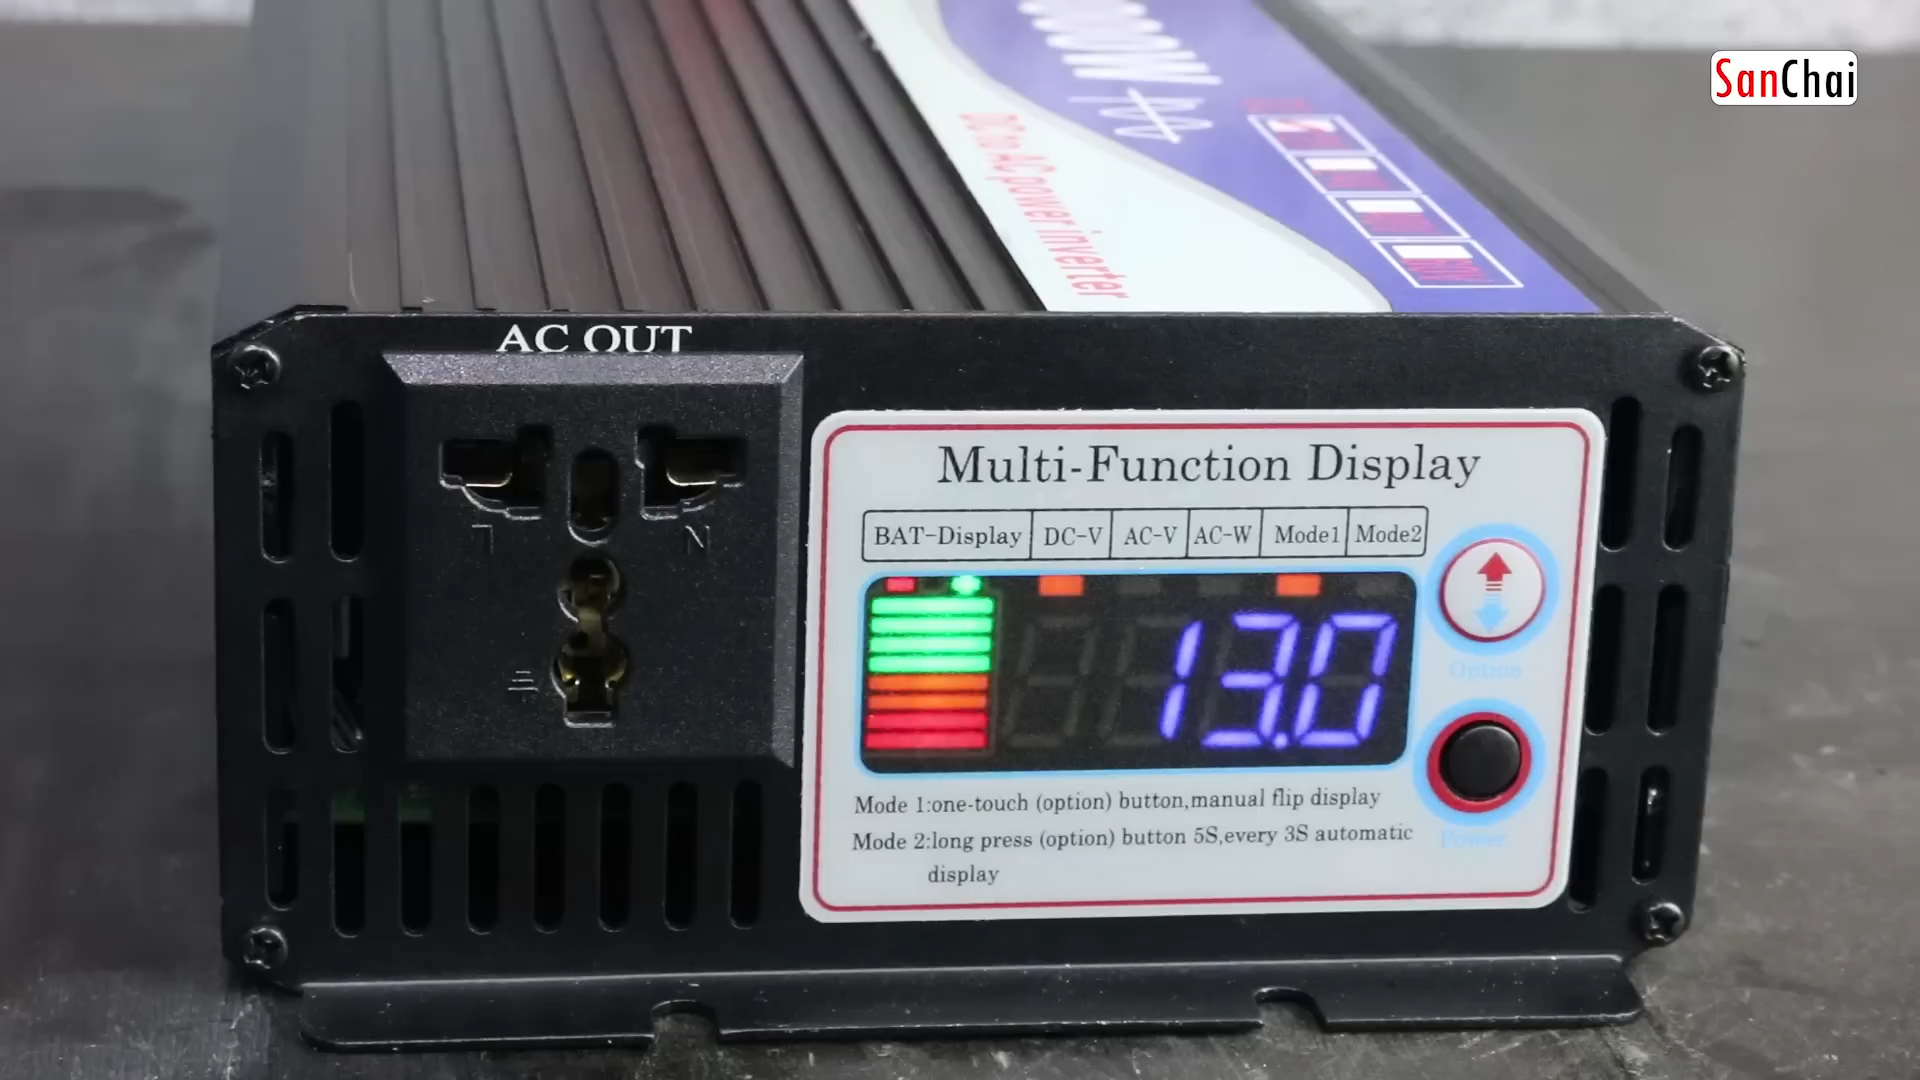 SanChai
000W
DC to AC power inverter
AC OUT
L
N
Multi-Function Display
BAT-Display DC-V AC-V AC-W Mode1 Mode2
13.0
Option
Mode 1:one-touch (option) button,manual flip display
Mode 2:long press (option) button 5S,every 3S automatic
display
Power